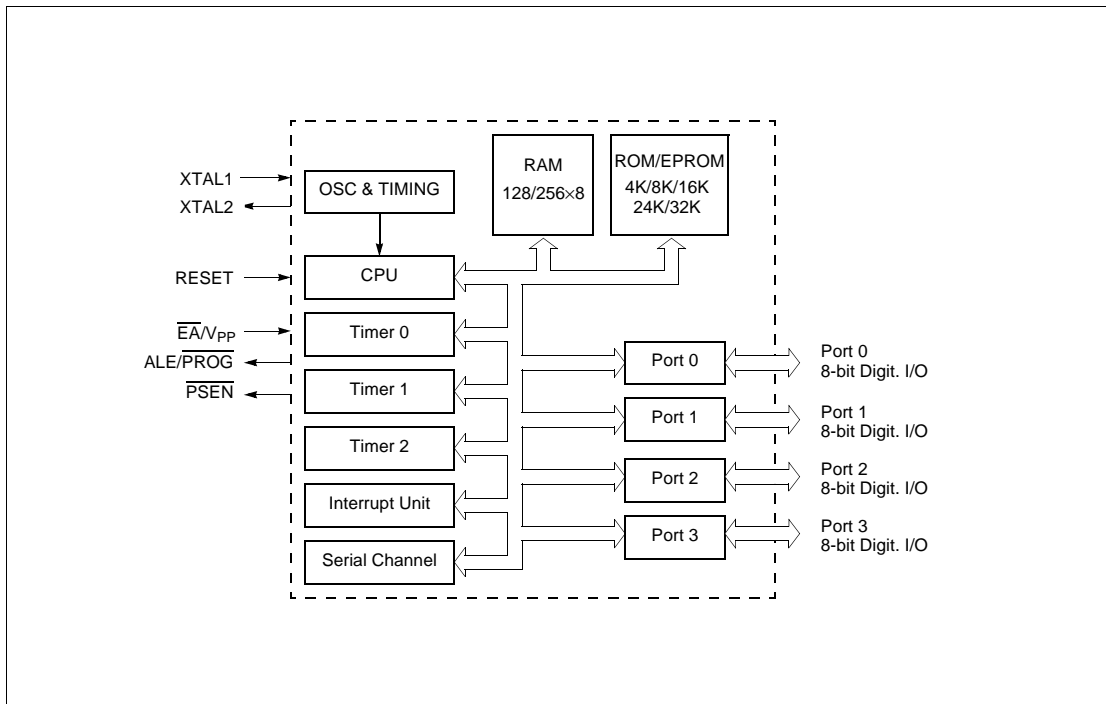 XTAL1
XTAL2
RESET
E̅A̅/VPP
ALE/P̅R̅O̅G̅
P̅S̅E̅N̅
OSC & TIMING
CPU
Timer 0
Timer 1
Timer 2
Interrupt Unit
Serial Channel
RAM
128/256×8
ROM/EPROM
4K/8K/16K
24K/32K
Port 0
Port 1
Port 2
Port 3
Port 0
8-bit Digit. I/O
Port 1
8-bit Digit. I/O
Port 2
8-bit Digit. I/O
Port 3
8-bit Digit. I/O